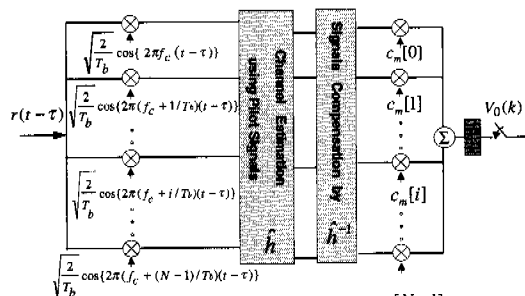 r(t − τ)
√(2/T_b) cos{ 2πf_c (t − τ)}
√(2/T_b) cos{2π(f_c + 1/T_b)(t − τ)}
√(2/T_b) cos{2π(f_c + i/T_b)(t − τ)}
√(2/T_b) cos{2π(f_c + (N − 1)/T_b)(t − τ)}
Channel Estimation
using Pilot Signals
ĥ
Signals Compensation by
ĥ⁻¹
c_m[0]
c_m[1]
c_m[i]
Σ
V_0(k)